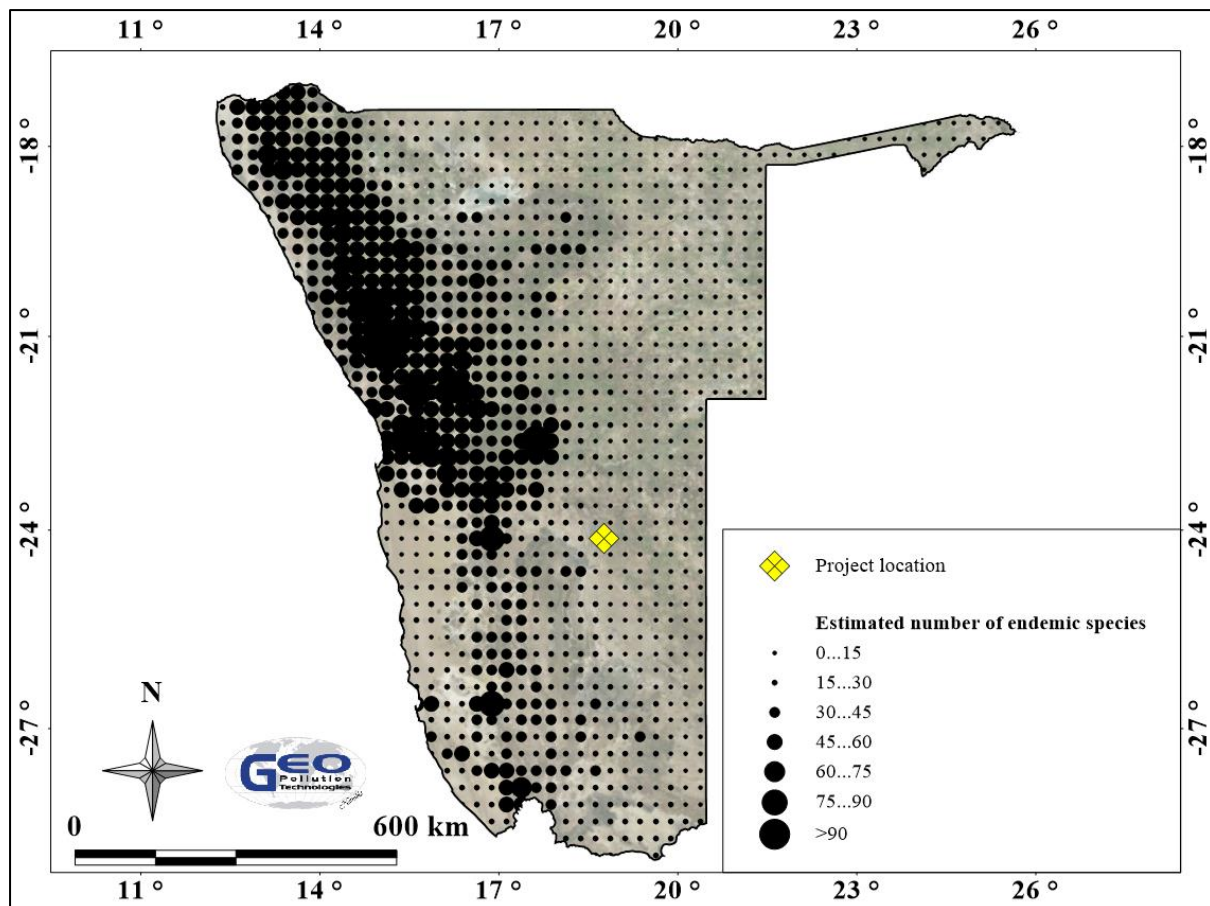 11 ° 14 ° 17 ° 20 ° 23 ° 26 °
-18 ° -18 °
-21 ° -21 °
-24 ° -24 °
Project location
Estimated number of endemic species
0...15
15...30
N
-27 ° -27 °
30...45
45...60
GEO
Pollution
Technologies
60...75
75...90
0 600 km
>90
11 ° 14 ° 17 ° 20 ° 23 ° 26 °